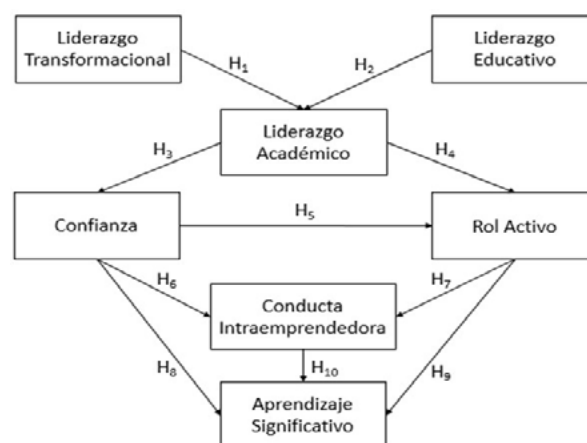 Liderazgo
Transformacional
Liderazgo
Educativo
H1
H2
Liderazgo
Académico
H3
H4
Confianza
H5
Rol Activo
H6
H7
Conducta
Intraemprendedora
H8
H10
H9
Aprendizaje
Significativo